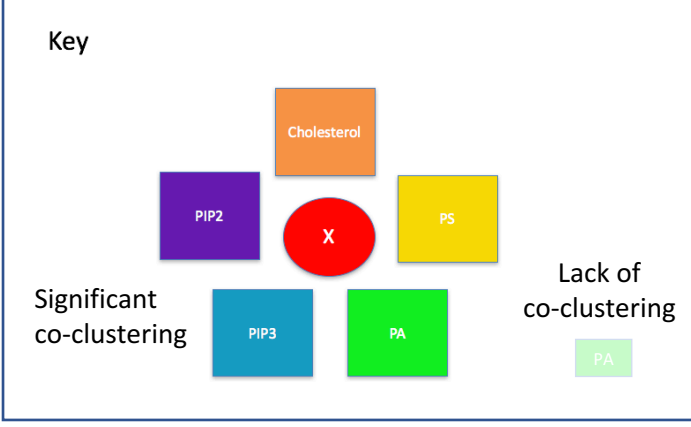 Key
Cholesterol
PIP2
PS
X
Lack of
co-clustering
Significant
co-clustering
PIP3
PA
PA